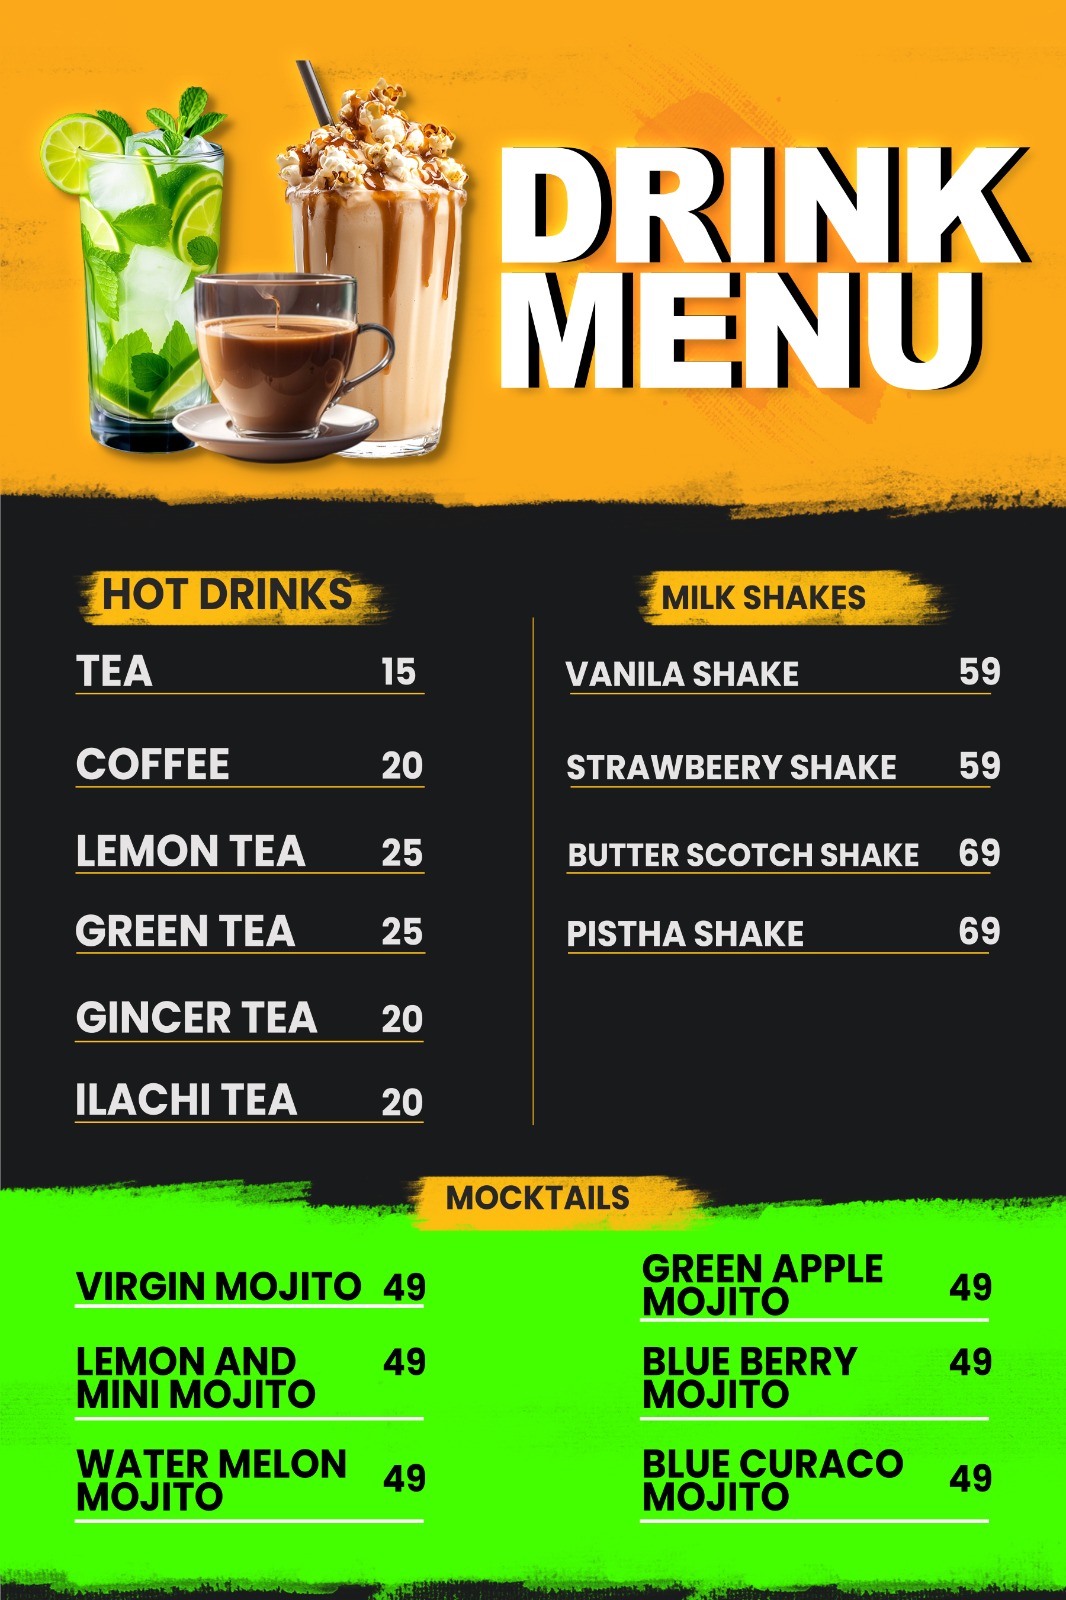 DRINK
MENU
HOT DRINKS
TEA 15
COFFEE 20
LEMON TEA 25
GREEN TEA 25
GINCER TEA 20
ILACHI TEA 20
MILK SHAKES
VANILA SHAKE 59
STRAWBEERY SHAKE 59
BUTTER SCOTCH SHAKE 69
PISTHA SHAKE 69
MOCKTAILS
VIRGIN MOJITO 49
LEMON AND 49
MINI MOJITO
WATER MELON
MOJITO 49
GREEN APPLE
MOJITO 49
BLUE BERRY 49
MOJITO
BLUE CURACO
MOJITO 49